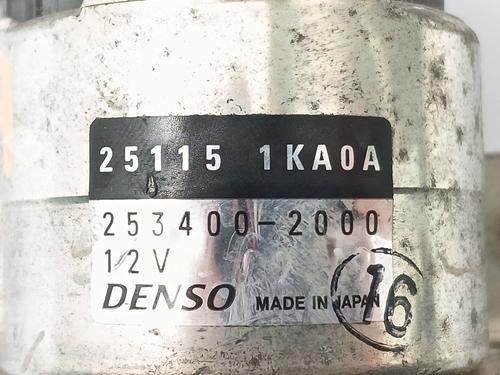 25115 1KA0A
253400-2000
12V
DENSO MADE IN JAPAN
16